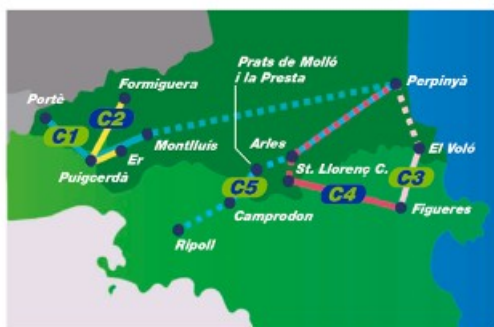 Prats de Molló
i la Presta
Perpinyà
Formiguera
Portè
C2
C1
Montlluís
Arles
El Voló
Er
St. Llorenç C.
Puigcerdà
C5
C3
C4
Camprodon
Figueres
Ripoll